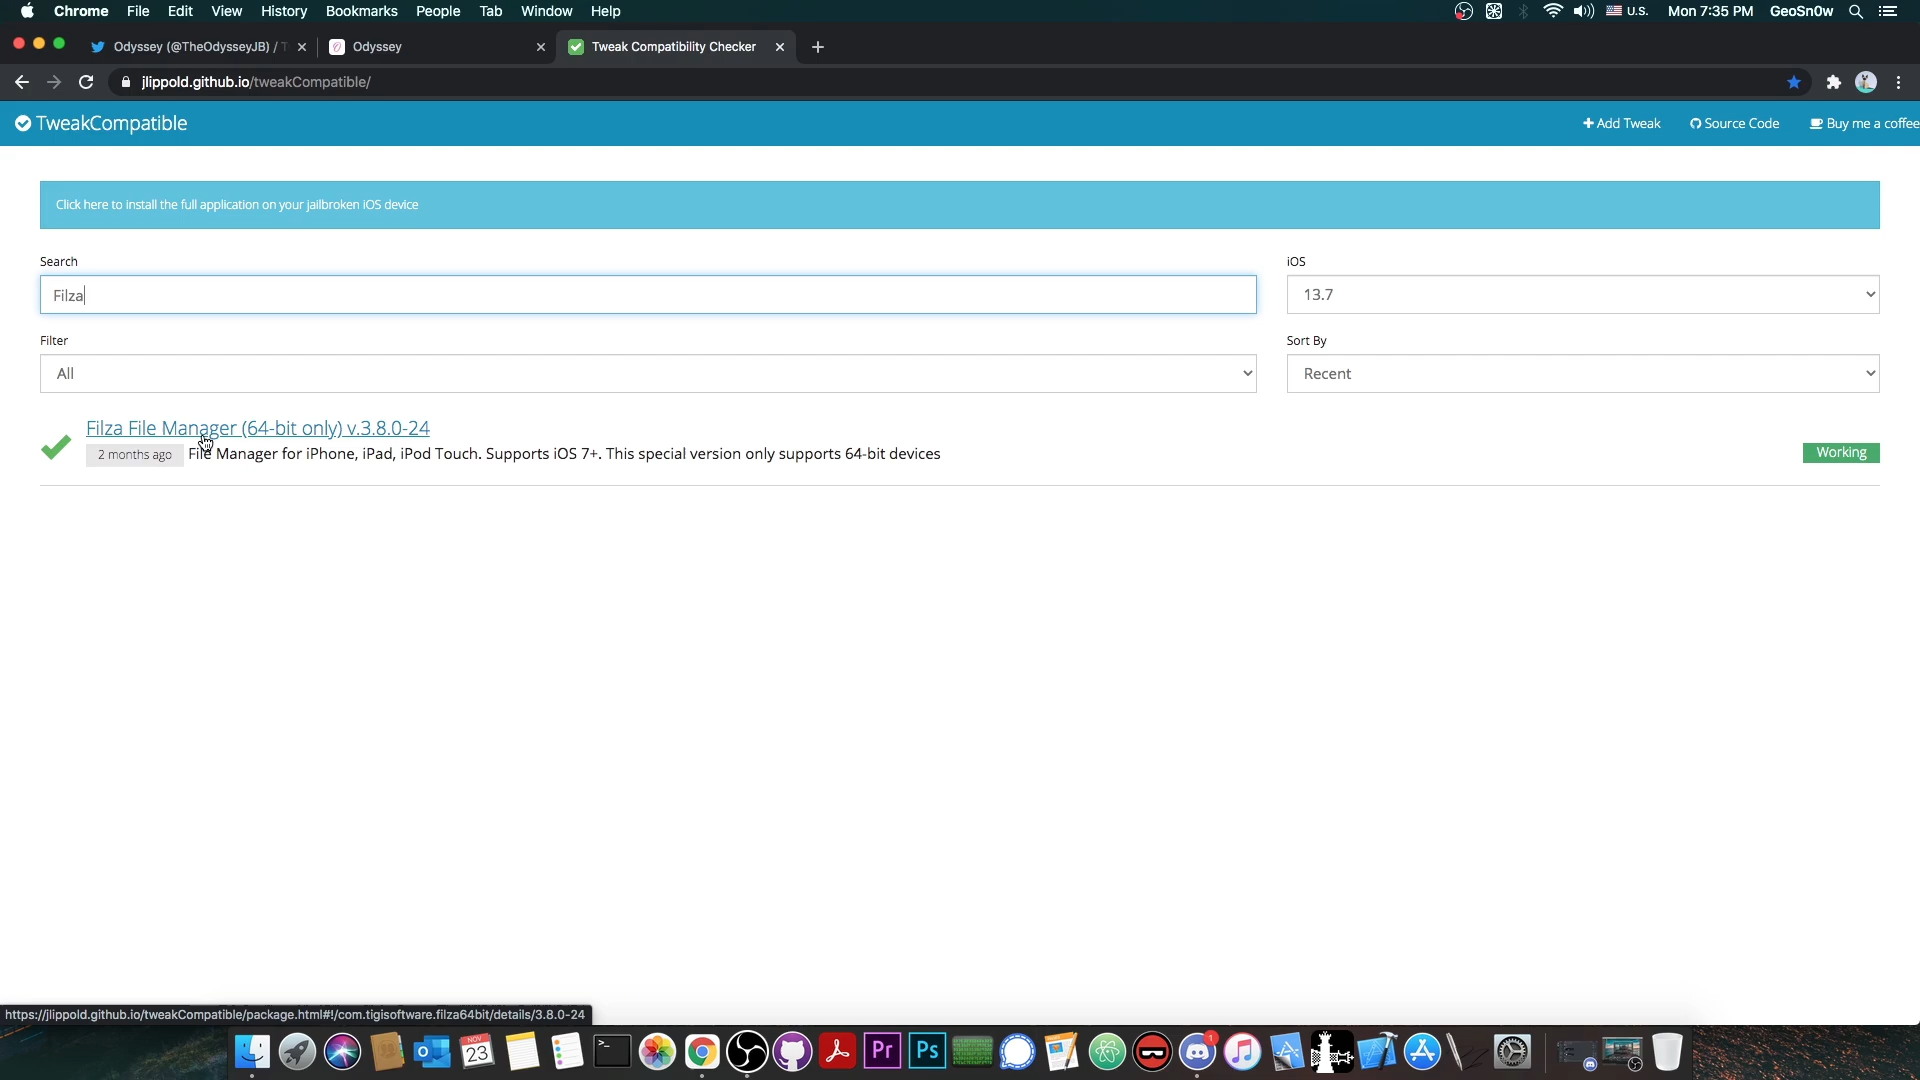 Chrome File Edit View History Bookmarks People Tab Window Help U.S. Mon 7:35 PM GeoSn0w
Odyssey (@TheOdysseyJB) / T Odyssey Tweak Compatibility Checker
jlippold.github.io/tweakCompatible/
TweakCompatible Add Tweak Source Code Buy me a coffee
Click here to install the full application on your jailbroken iOS device
Search iOS
Filza 13.7
Filter Sort By
All Recent
Filza File Manager (64-bit only) v.3.8.0-24
2 months ago File Manager for iPhone, iPad, iPod Touch. Supports iOS 7+. This special version only supports 64-bit devices Working
https://jlippold.github.io/tweakCompatible/package.html#!/com.tigisoftware.filza64bit/details/3.8.0-24
NOV
23
Pr
Ps
1